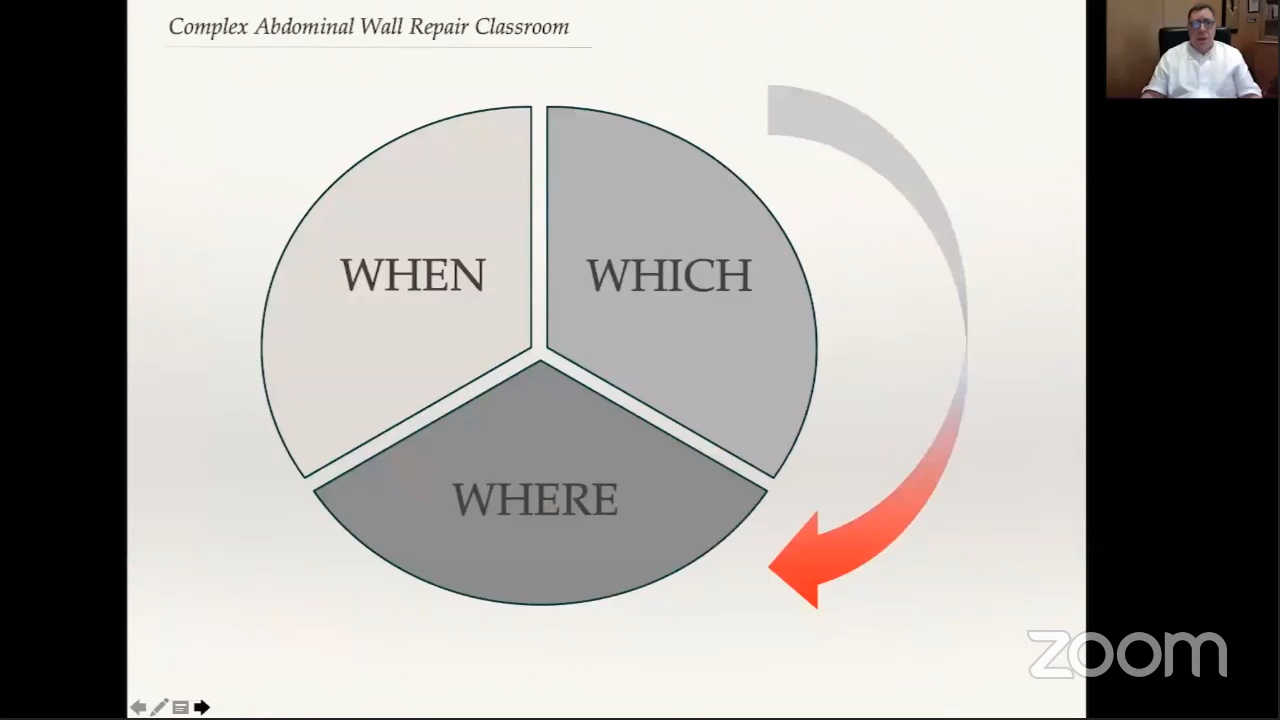 Complex Abdominal Wall Repair Classroom
WHEN
WHICH
WHERE
zoom